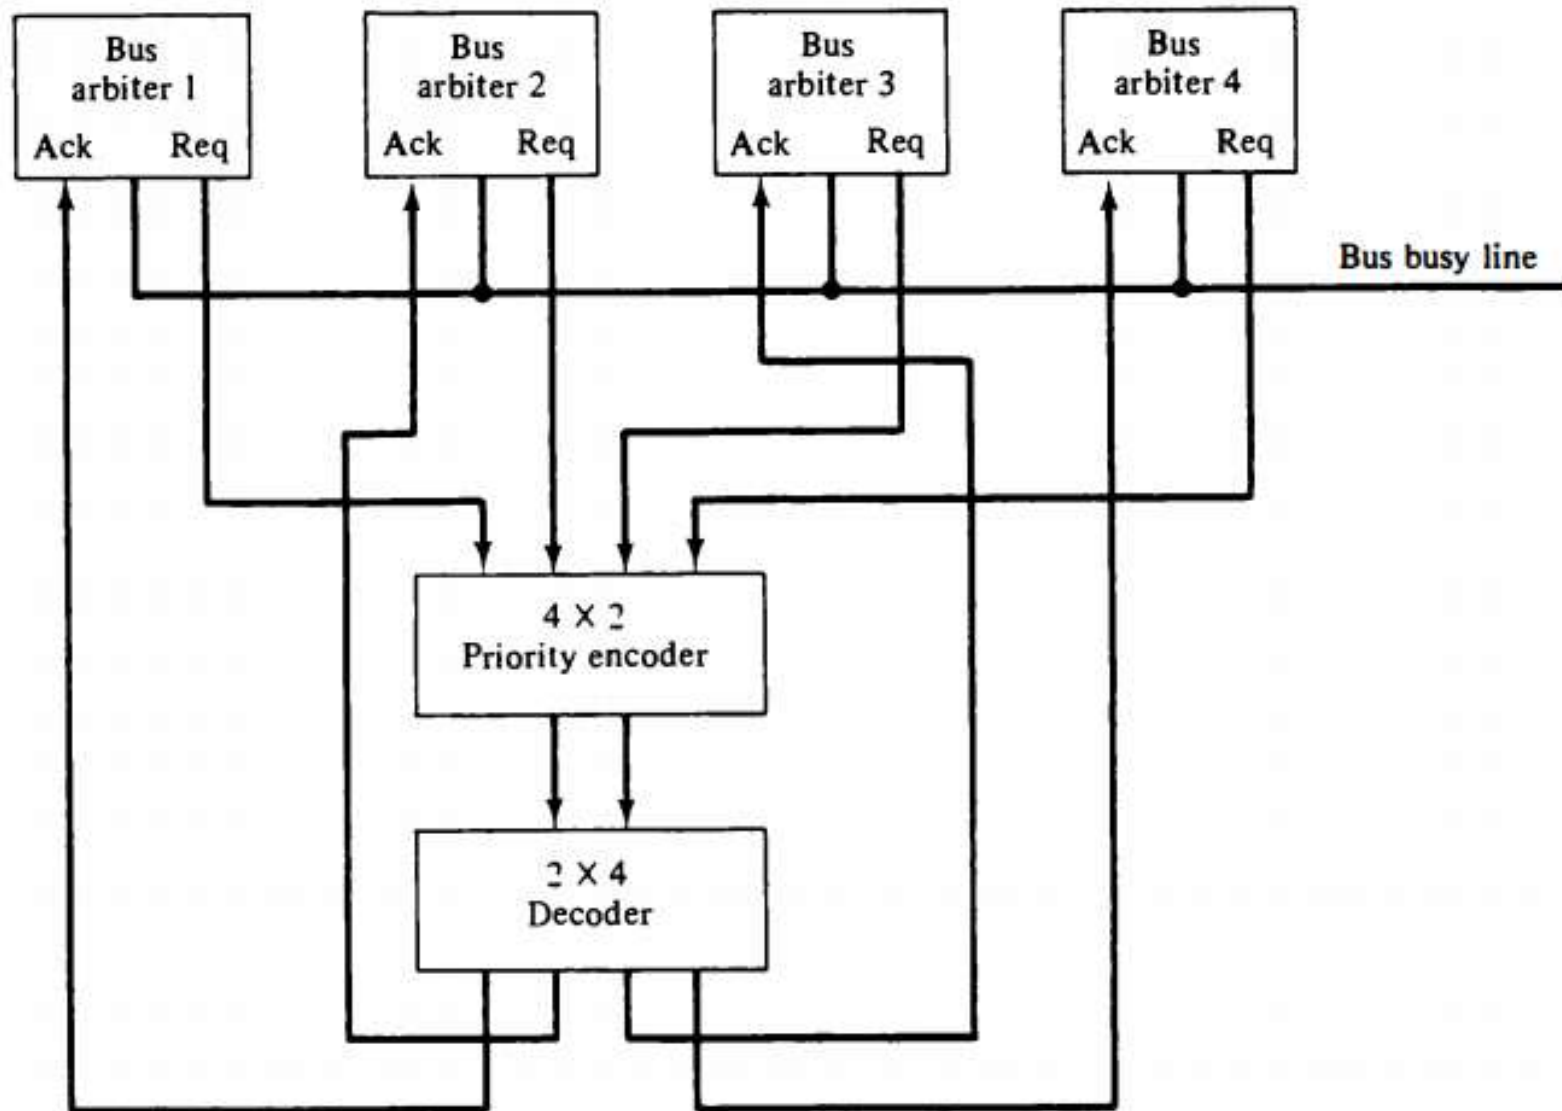 Bus
arbiter 1
Ack Req
Bus
arbiter 2
Ack Req
Bus
arbiter 3
Ack Req
Bus
arbiter 4
Ack Req
Bus busy line
4 X 2
Priority encoder
2 X 4
Decoder